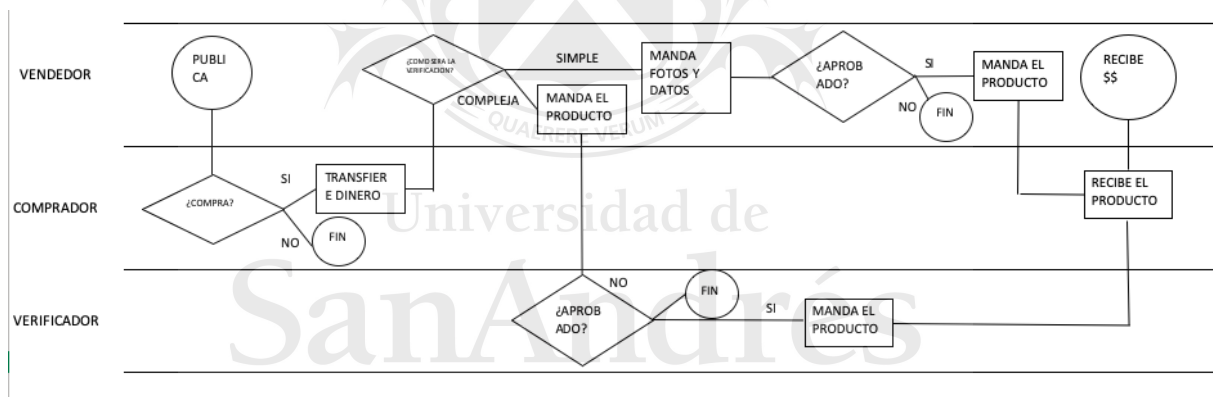 VENDEDOR
PUBLI
CA
¿COMO SERA LA
VERIFICACION?
SIMPLE
COMPLEJA
MANDA EL
PRODUCTO
MANDA
FOTOS Y
DATOS
¿APROB
ADO?
SI
NO
FIN
MANDA EL
PRODUCTO
RECIBE
$$
QUAERERE VERUM
COMPRADOR
¿COMPRA?
SI
NO
TRANSFIER
E DINERO
FIN
RECIBE EL
PRODUCTO
Universidad de
SanAndrés
VERIFICADOR
¿APROB
ADO?
NO
FIN
SI
MANDA EL
PRODUCTO